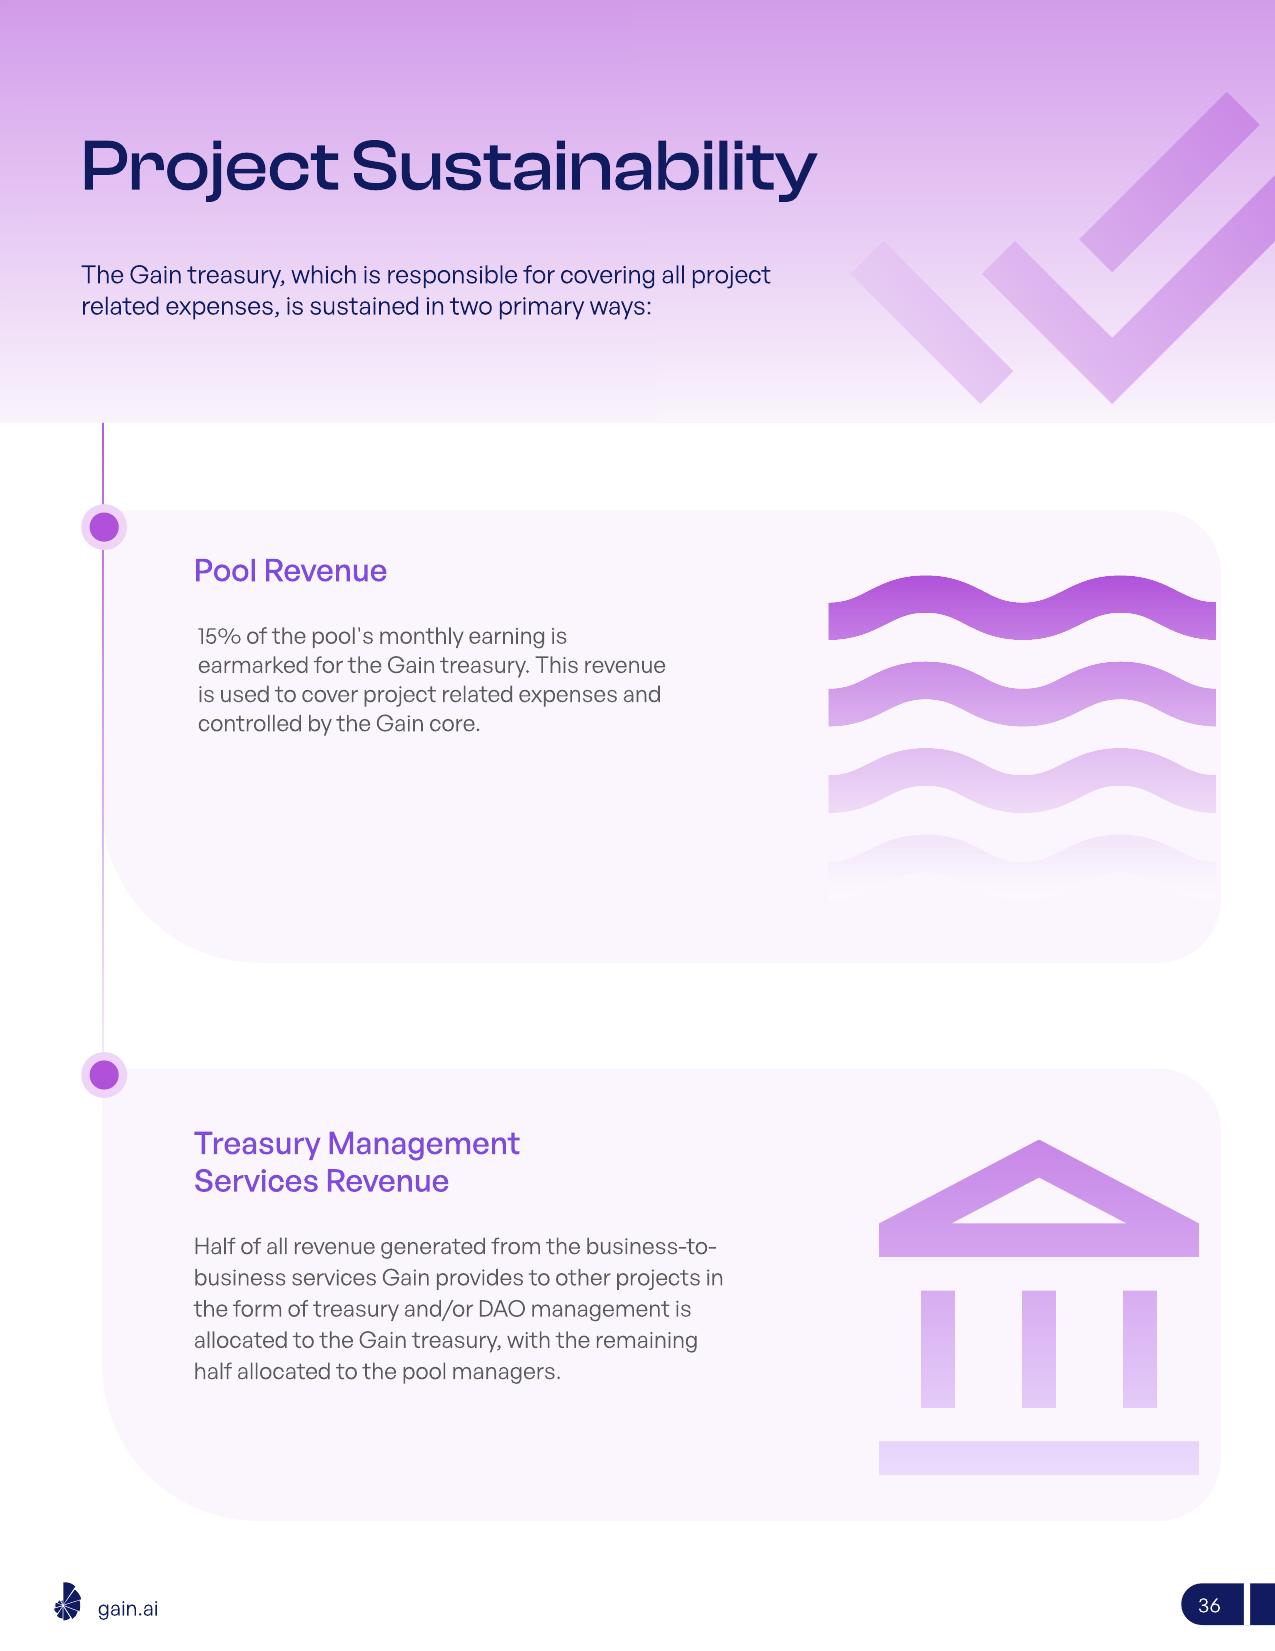 Project Sustainability
The Gain treasury, which is responsible for covering all project
related expenses, is sustained in two primary ways:
Pool Revenue
15% of the pool's monthly earning is
earmarked for the Gain treasury. This revenue
is used to cover project related expenses and
controlled by the Gain core.
Treasury Management
Services Revenue
Half of all revenue generated from the business-to-
business services Gain provides to other projects in
the form of treasury and/or DAO management is
allocated to the Gain treasury, with the remaining
half allocated to the pool managers.
gain.ai
36